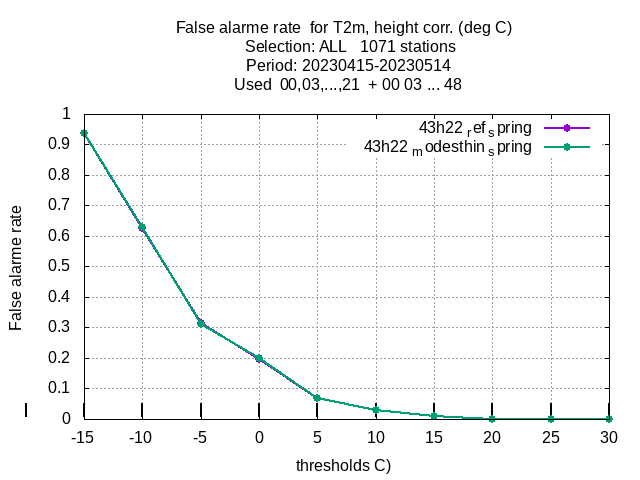 False alarme rate  for T2m, height corr. (deg C)
Selection: ALL   1071 stations
Period: 20230415-20230514
Used  00,03,...,21  + 00 03 ... 48
43h22 ref spring
43h22 modesthin spring
1
0.9
0.8
0.7
0.6
0.5
0.4
0.3
0.2
0.1
0
False alarme rate
-15 -10 -5 0 5 10 15 20 25 30
thresholds C)